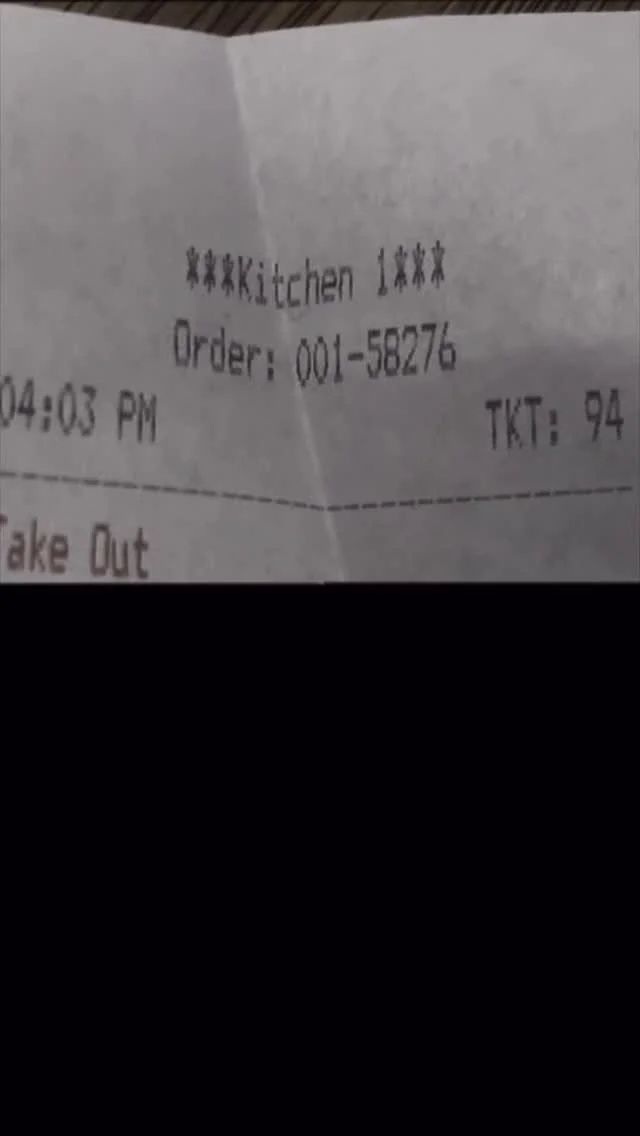 ***Kitchen 1***
Order: 001-58276
04:03 PM TKT: 94
Take Out